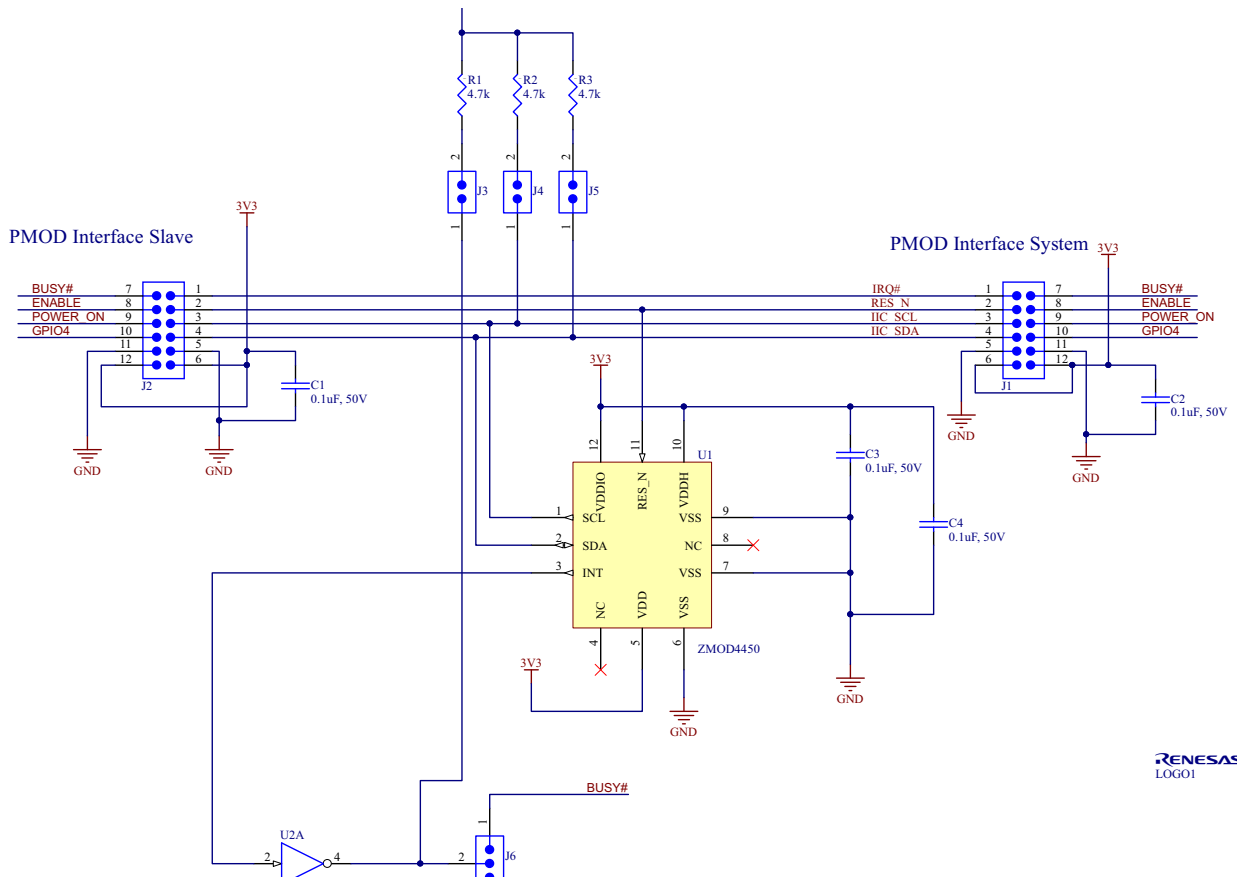 R1
4.7k
R2
4.7k
R3
4.7k
2
2
2
J3
J4
J5
1
1
1
PMOD Interface Slave
3V3
PMOD Interface System
3V3
BUSY#
7
1
IRQ#
1
7
BUSY#
ENABLE
8
2
RES_N
2
8
ENABLE
POWER_ON
9
3
IIC_SCL
3
9
POWER_ON
GPIO4
10
4
IIC_SDA
4
10
GPIO4
11
5
5
11
12
6
6
12
J2
J1
C1
0.1uF, 50V
C2
0.1uF, 50V
3V3
GND
GND
GND
GND
12
11
10
U1
VDDIO
RES_N
VDDH
C3
0.1uF, 50V
1
SCL
VSS
9
2
SDA
NC
8
3
INT
VSS
7
C4
0.1uF, 50V
NC
VDD
VSS
4
5
6
ZMOD4450
3V3
GND
GND
RENESAS
LOGO1
BUSY#
1
U2A
2
4
2
J6